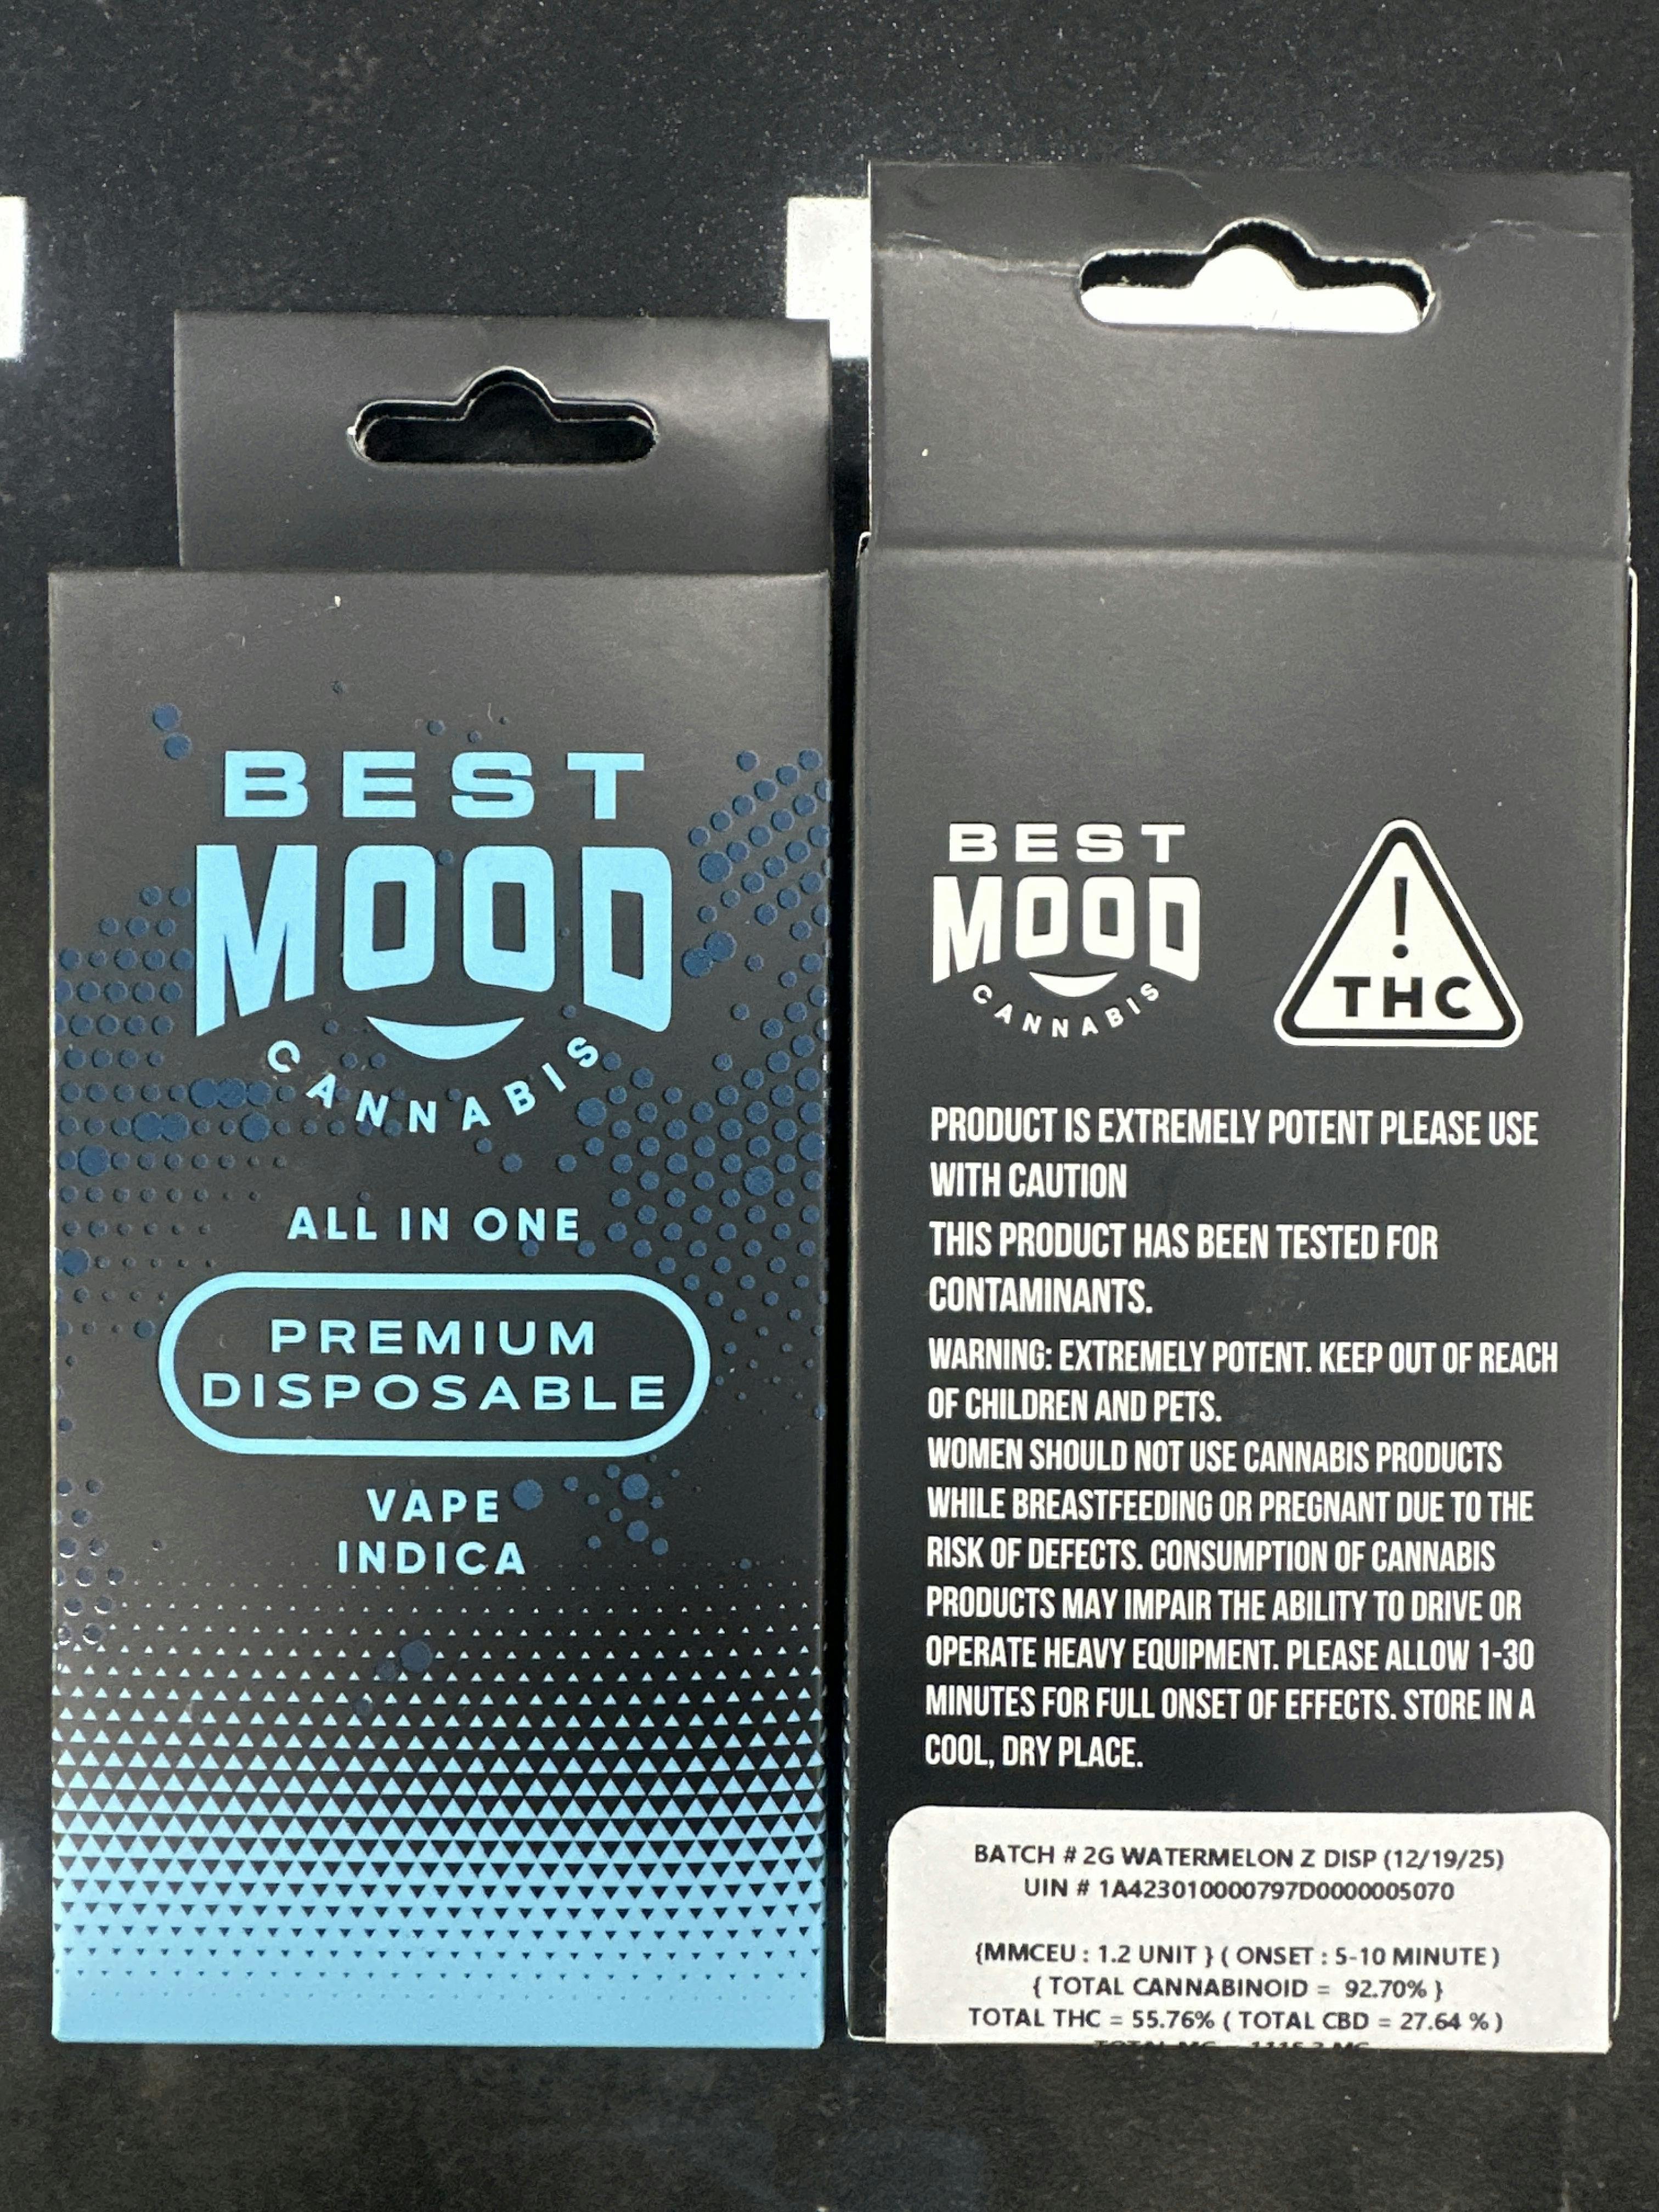 BEST
MOOD
CANNABIS
ALL IN ONE
PREMIUM
DISPOSABLE
VAPE
INDICA
BEST
MOOD
CANNABIS
!
THC
PRODUCT IS EXTREMELY POTENT PLEASE USE
WITH CAUTION
THIS PRODUCT HAS BEEN TESTED FOR
CONTAMINANTS.
WARNING: EXTREMELY POTENT. KEEP OUT OF REACH
OF CHILDREN AND PETS.
WOMEN SHOULD NOT USE CANNABIS PRODUCTS
WHILE BREASTFEEDING OR PREGNANT DUE TO THE
RISK OF DEFECTS. CONSUMPTION OF CANNABIS
PRODUCTS MAY IMPAIR THE ABILITY TO DRIVE OR
OPERATE HEAVY EQUIPMENT. PLEASE ALLOW 1-30
MINUTES FOR FULL ONSET OF EFFECTS. STORE IN A
COOL, DRY PLACE.
BATCH # 2G WATERMELON Z DISP (12/19/25)
UIN # 1A423010000797D0000005070
{MMCEU : 1.2 UNIT } ( ONSET : 5-10 MINUTE )
{ TOTAL CANNABINOID = 92.70% }
TOTAL THC = 55.76% ( TOTAL CBD = 27.64 % )